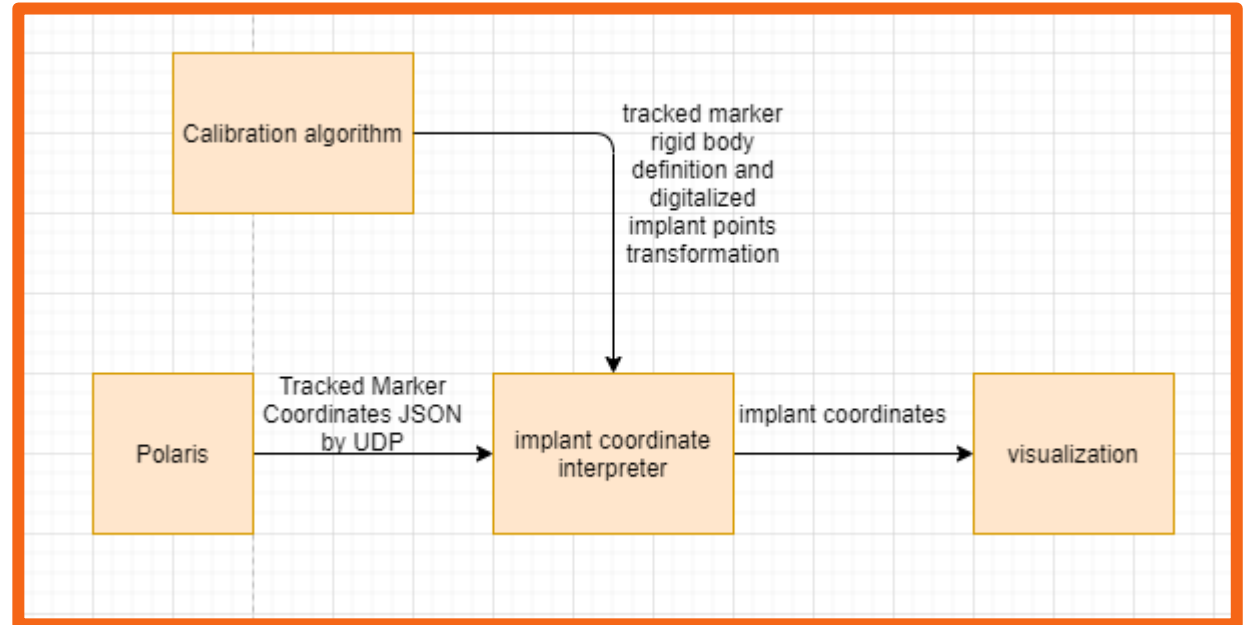 Calibration algorithm
tracked marker
rigid body
definition and
digitalized
implant points
transformation
Polaris
Tracked Marker
Coordinates JSON
by UDP
implant coordinate
interpreter
implant coordinates
visualization